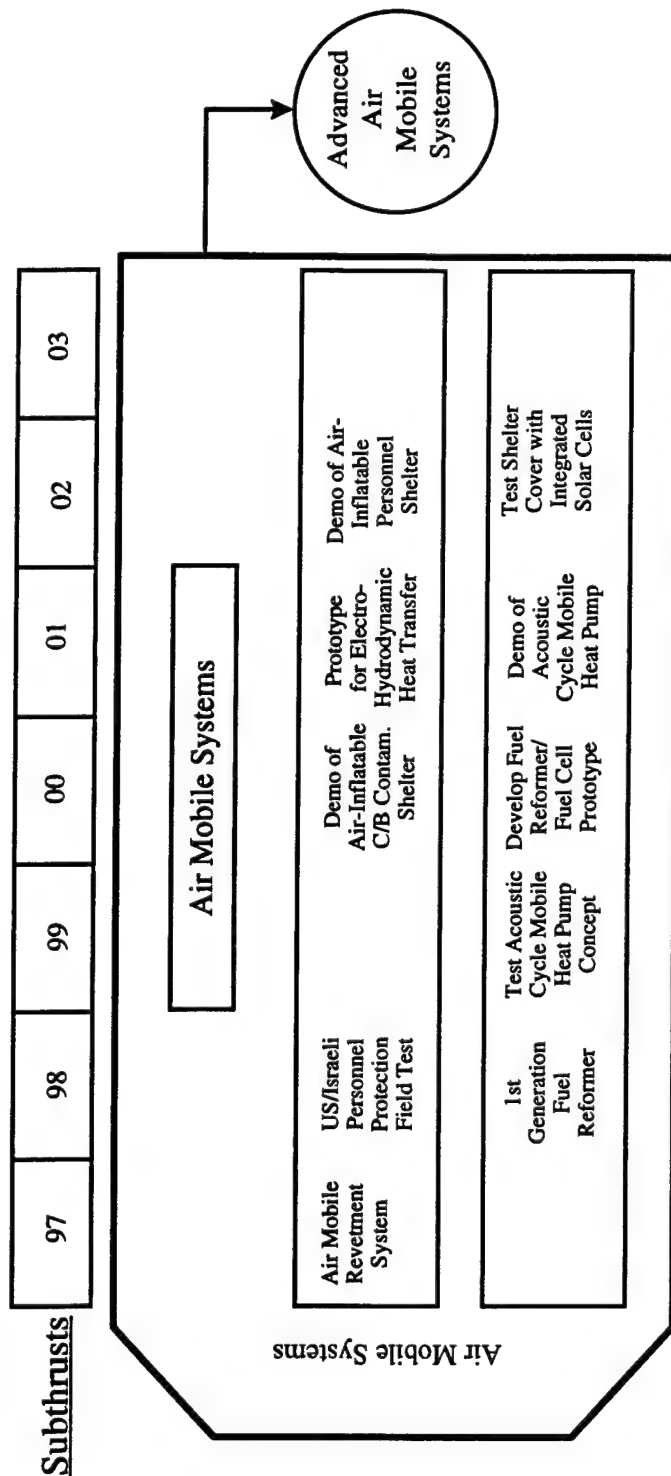 Subthrusts
97
98
99
00
01
02
03
Air Mobile Systems
Air Mobile Systems
Air Mobile
Revetment
System
US/Israeli
Personnel
Protection
Field Test
Demo of
Air-Inflatable
C/B Contam.
Shelter
Prototype
for Electro-
Hydrodynamic
Heat Transfer
Demo of Air-
Inflatable
Personnel
Shelter
1st
Generation
Fuel
Reformer
Test Acoustic
Cycle Mobile
Heat Pump
Concept
Develop Fuel
Reformer/
Fuel Cell
Prototype
Demo of
Acoustic
Cycle Mobile
Heat Pump
Test Shelter
Cover with
Integrated
Solar Cells
Advanced
Air
Mobile
Systems